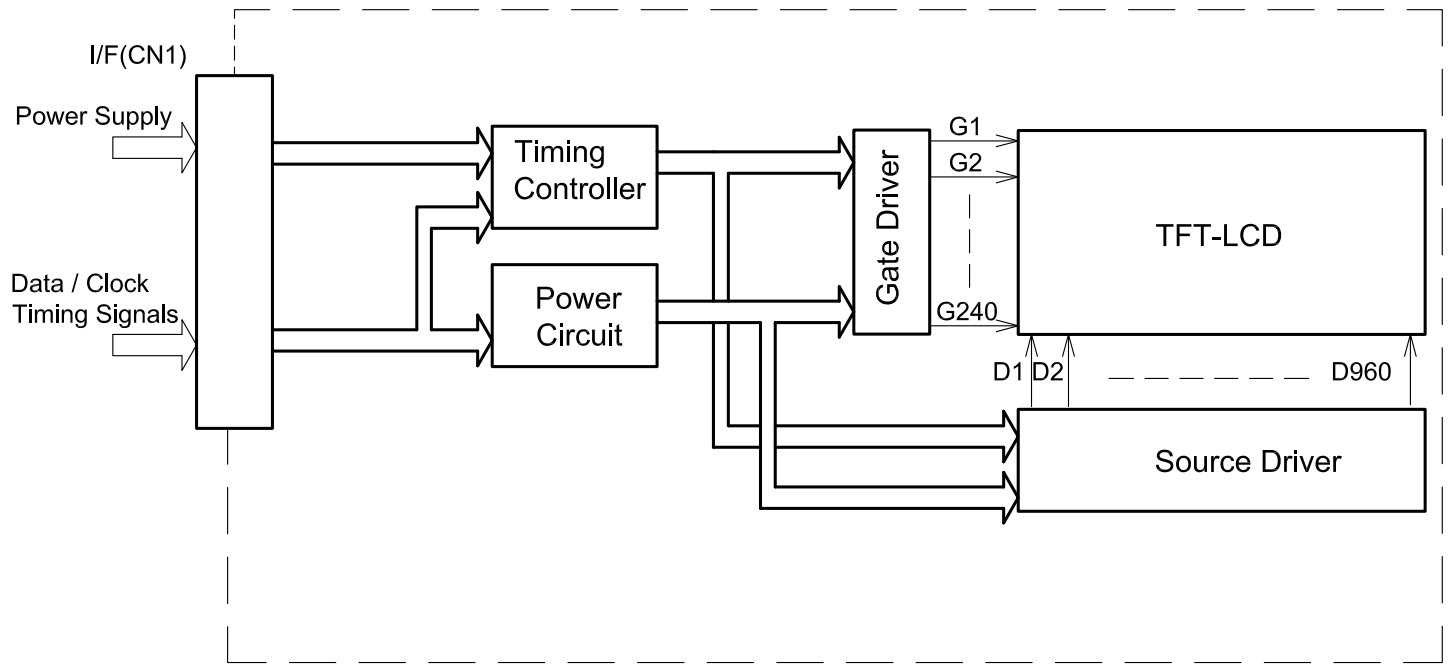 I/F(CN1)
Power Supply
Data / Clock
Timing Signals
Timing
Controller
Power
Circuit
Gate Driver
G1
G2
G240
TFT-LCD
D1
D2
D960
Source Driver